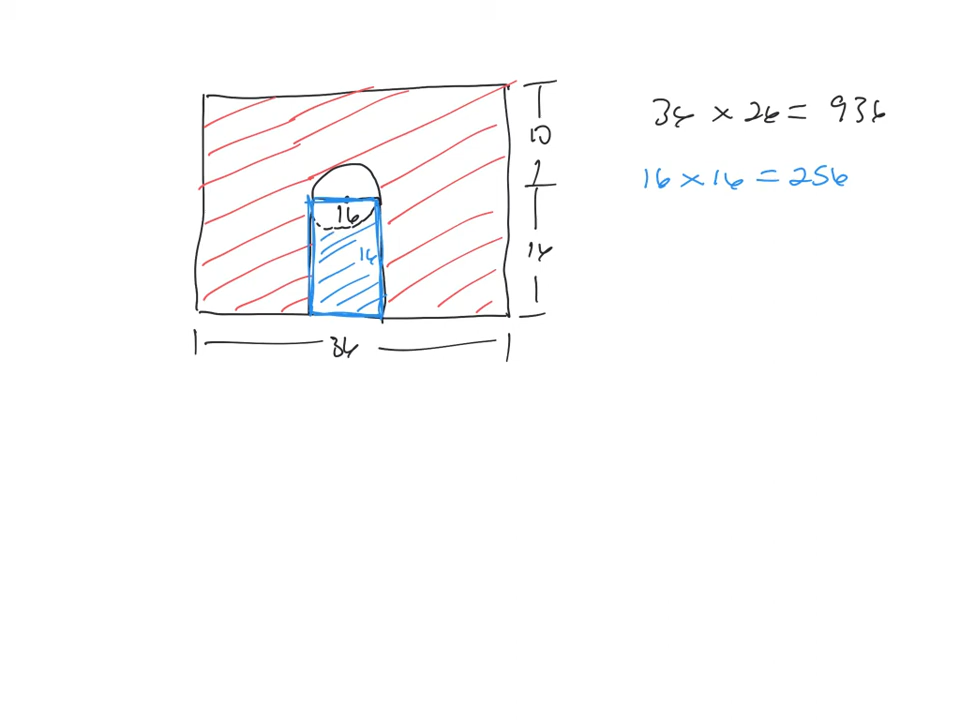 36 × 26 = 936
10
16
16
16
16 × 16 = 256
36